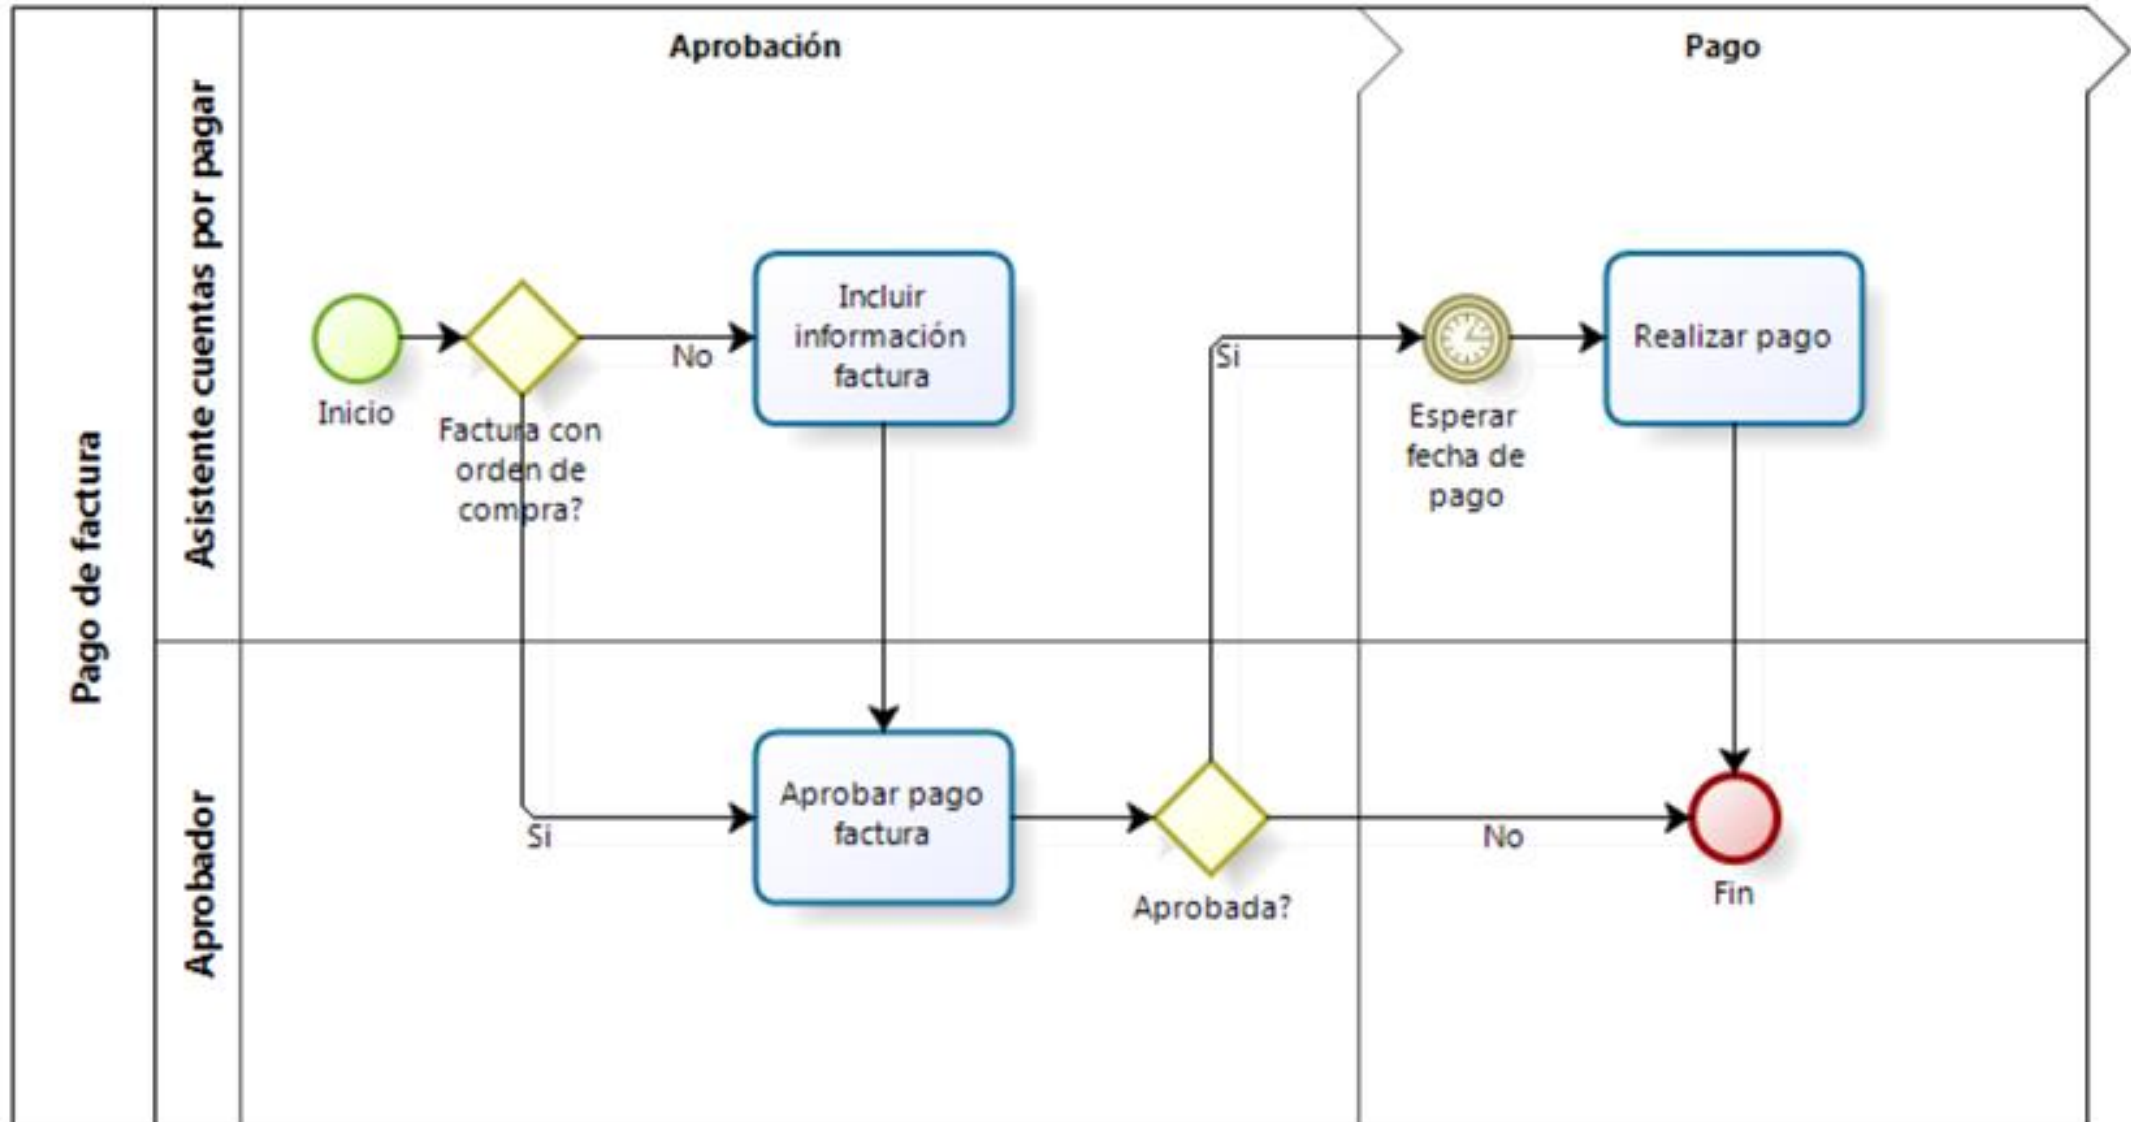 Aprobación
Pago
Pago de factura
Asistente cuentas por pagar
Inicio
Factura con
orden de
compra?
No
Incluir
información
factura
Si
Esperar
fecha de
pago
Realizar pago
Aprobador
Si
Aprobar pago
factura
Aprobada?
No
Fin